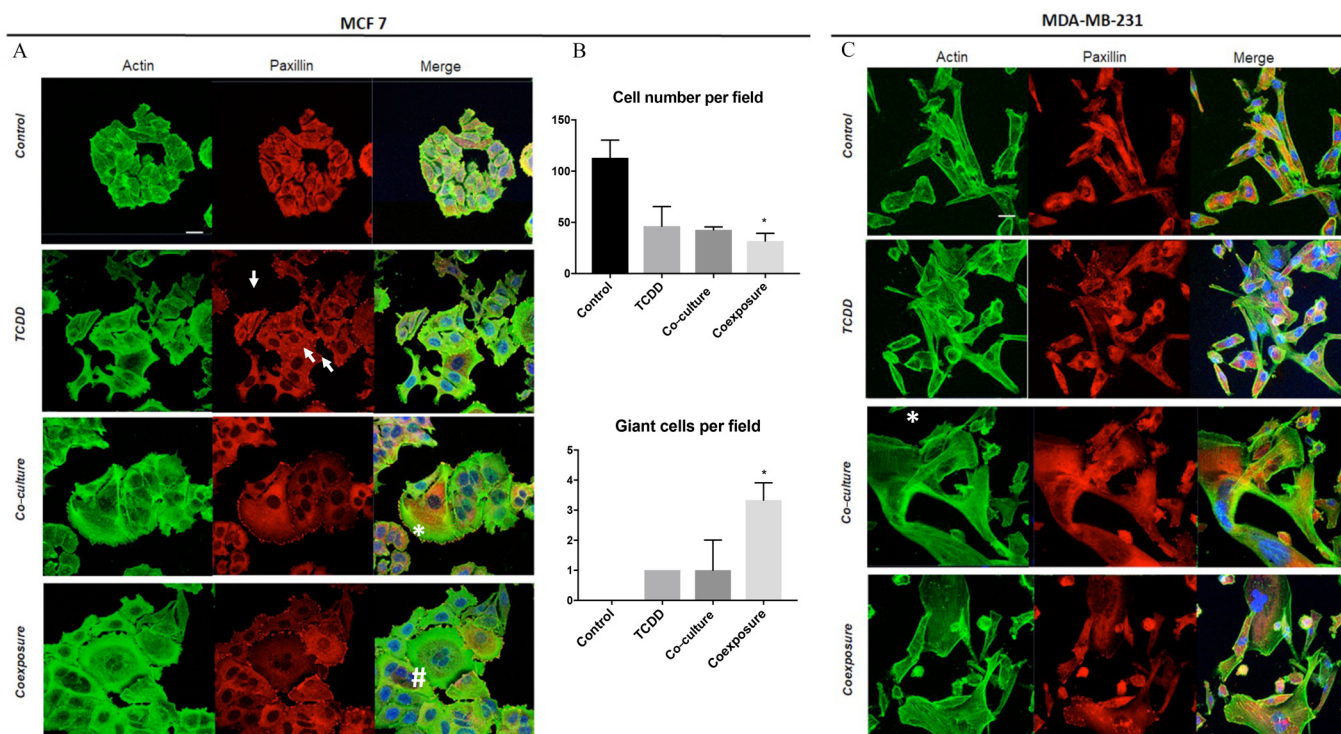 MCF 7
MDA-MB-231
A
Actin Paxillin Merge
Control
TCDD
Co-culture
*
Coexposure
#
B
Cell number per field
150
100
50
0
*
Control TCDD Co-culture Coexposure
Giant cells per field
5
4
3
2
1
0
*
Control TCDD Co-culture Coexposure
C
Actin Paxillin Merge
Control
TCDD
Co-culture
*
Coexposure